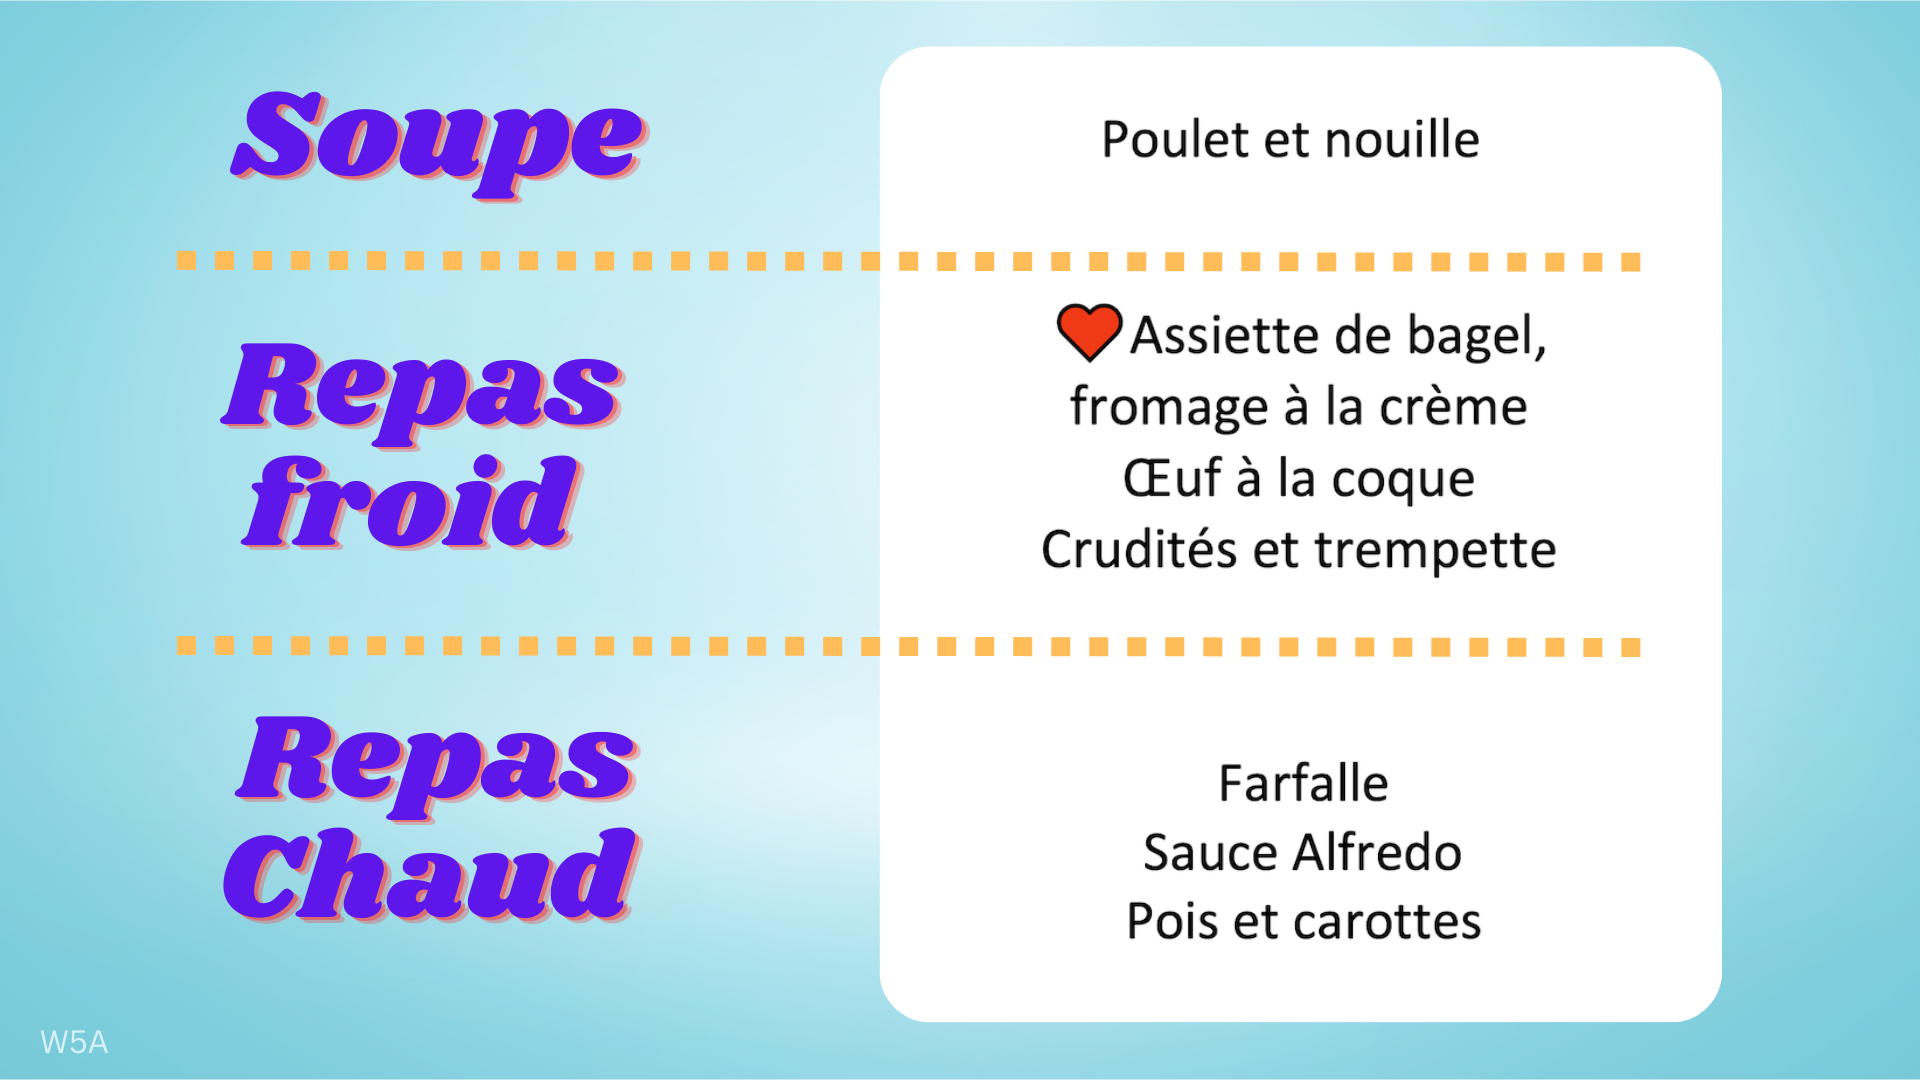 Soupe
Poulet et nouille
Repas
froid
Assiette de bagel,
fromage à la crème
Œuf à la coque
Crudités et trempette
Repas
Chaud
Farfalle
Sauce Alfredo
Pois et carottes
W5A